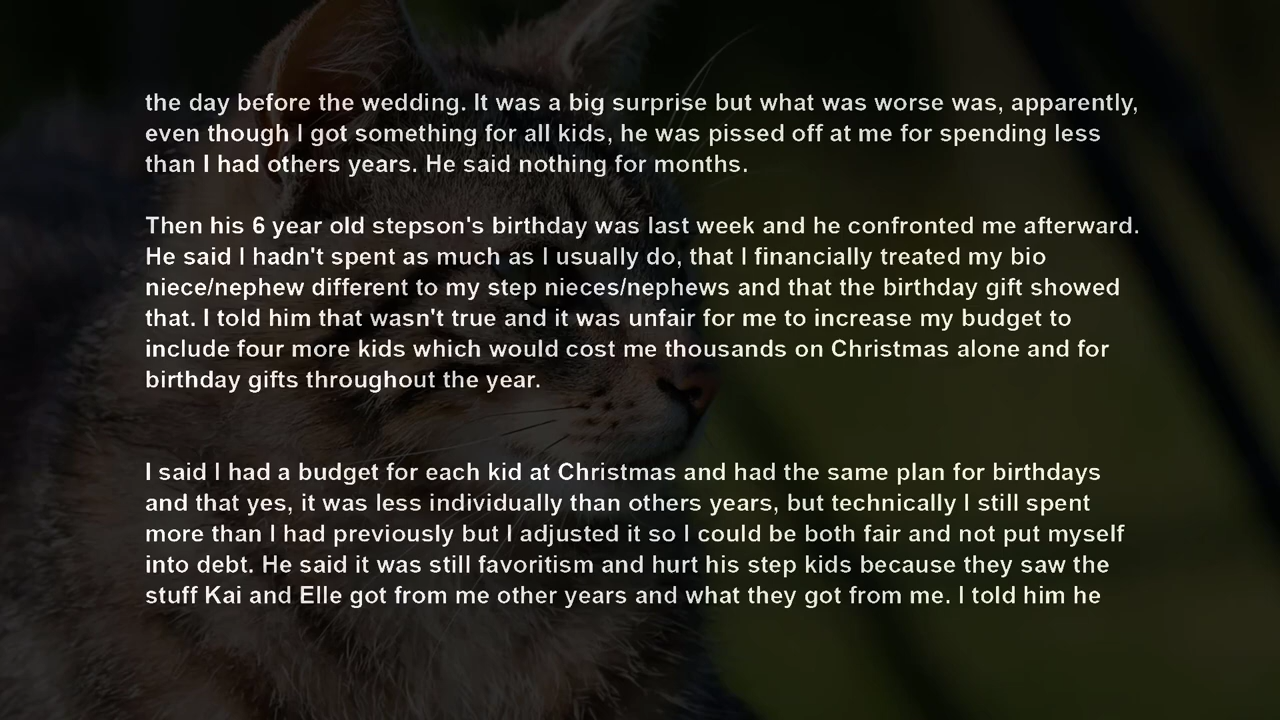 the day before the wedding. It was a big surprise but what was worse was, apparently,
even though I got something for all kids, he was pissed off at me for spending less
than I had others years. He said nothing for months.
Then his 6 year old stepson's birthday was last week and he confronted me afterward.
He said I hadn't spent as much as I usually do, that I financially treated my bio
niece/nephew different to my step nieces/nephews and that the birthday gift showed
that. I told him that wasn't true and it was unfair for me to increase my budget to
include four more kids which would cost me thousands on Christmas alone and for
birthday gifts throughout the year.
I said I had a budget for each kid at Christmas and had the same plan for birthdays
and that yes, it was less individually than others years, but technically I still spent
more than I had previously but I adjusted it so I could be both fair and not put myself
into debt. He said it was still favoritism and hurt his step kids because they saw the
stuff Kai and Elle got from me other years and what they got from me. I told him he